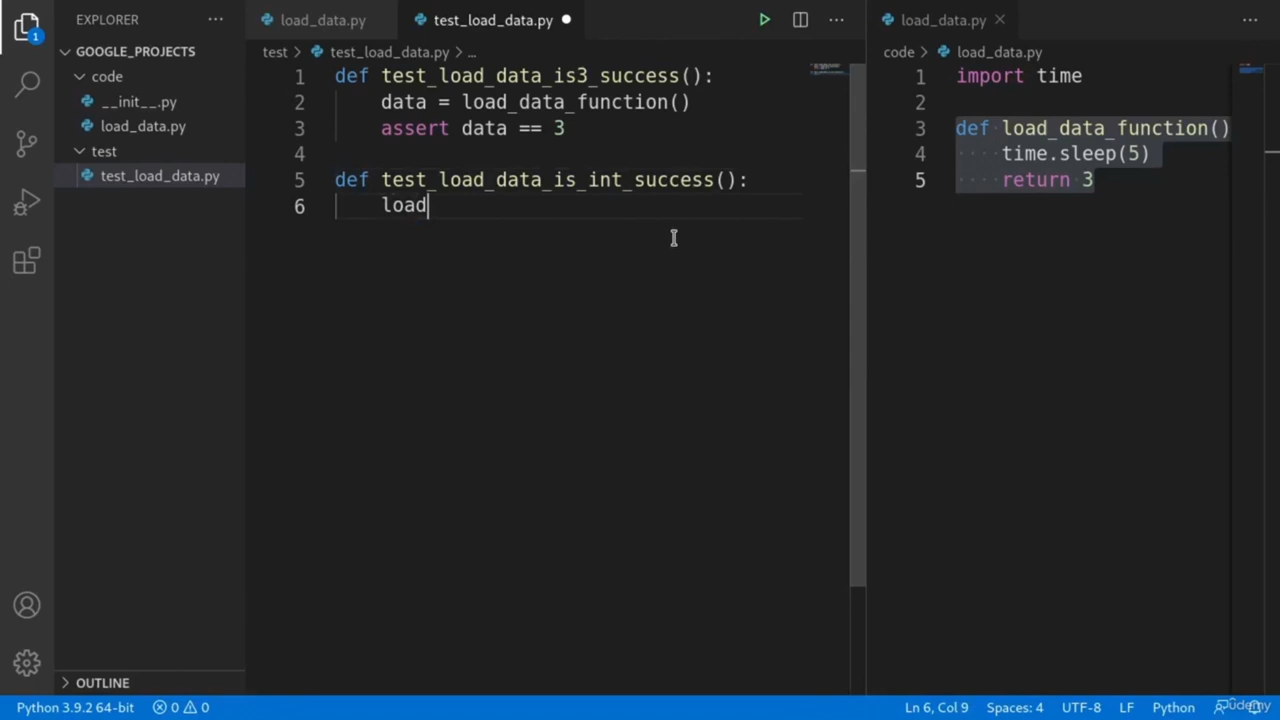 EXPLORER
GOOGLE_PROJECTS
code
__init__.py
load_data.py
test
test_load_data.py
OUTLINE
load_data.py
test_load_data.py
test > test_load_data.py > ...
1 def test_load_data_is3_success():
2 data = load_data_function()
3 assert data == 3
4
5 def test_load_data_is_int_success():
6 load
load_data.py
code > load_data.py
1 import time
2
3 def load_data_function()
4 time.sleep(5)
5 return 3
1
Python 3.9.2 64-bit 0 0 Ln 6, Col 9 Spaces: 4 UTF-8 LF Python
Udemy